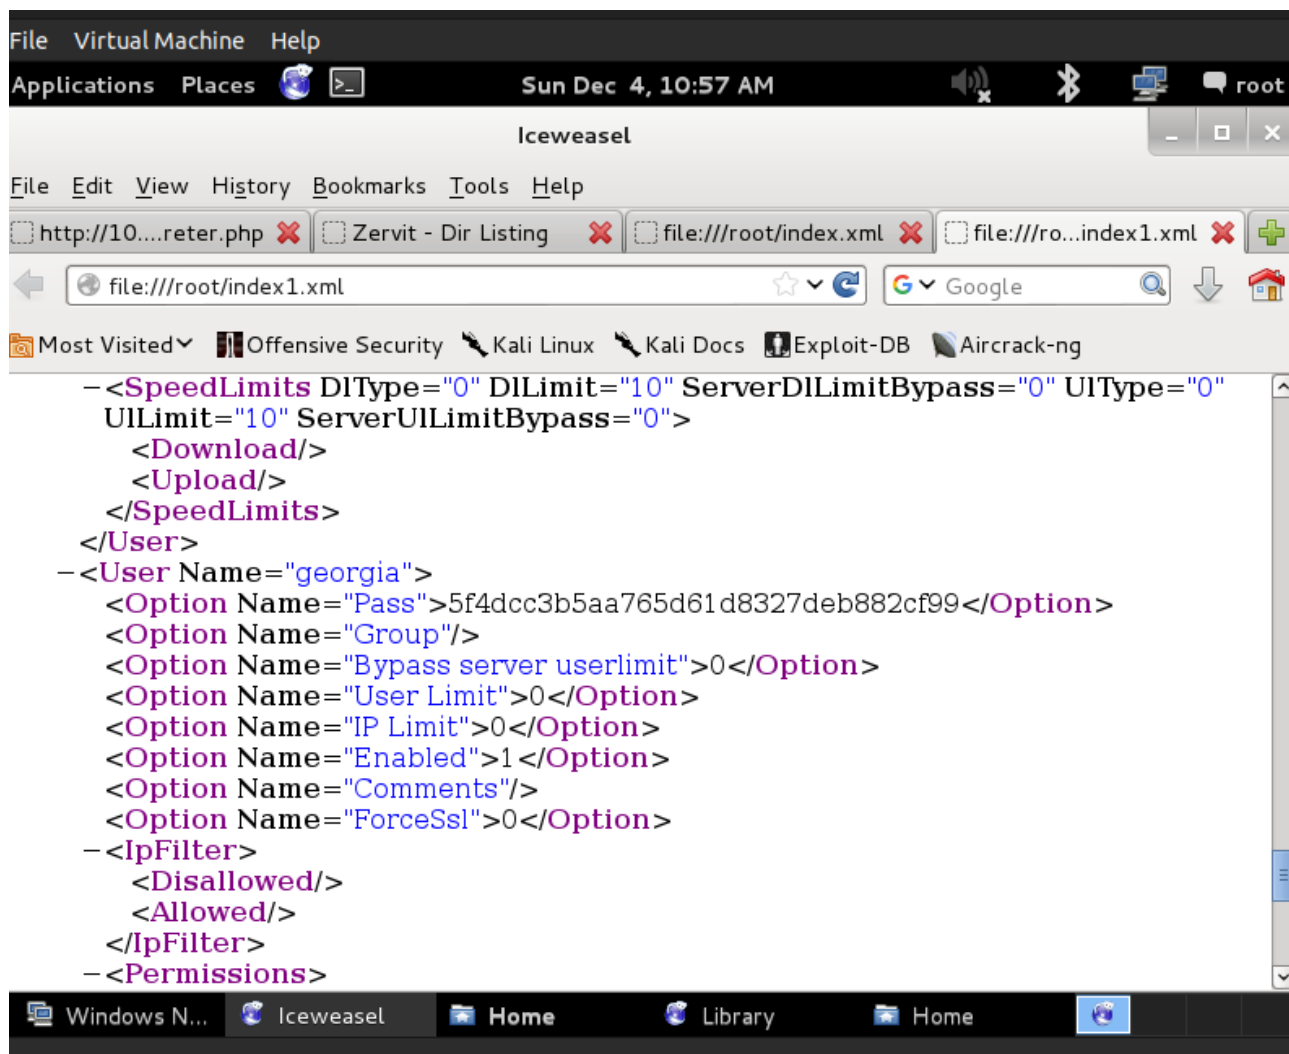 File Virtual Machine Help
Applications Places Sun Dec 4, 10:57 AM root
Iceweasel
File Edit View History Bookmarks Tools Help
http://10....reter.php Zervit - Dir Listing file:///root/index.xml file:///ro...index1.xml
file:///root/index1.xml Google
Most Visited Offensive Security Kali Linux Kali Docs Exploit-DB Aircrack-ng
−<SpeedLimits DlType="0" DlLimit="10" ServerDlLimitBypass="0" UlType="0"
UlLimit="10" ServerUlLimitBypass="0">
<Download/>
<Upload/>
</SpeedLimits>
</User>
−<User Name="georgia">
<Option Name="Pass">5f4dcc3b5aa765d61d8327deb882cf99</Option>
<Option Name="Group"/>
<Option Name="Bypass server userlimit">0</Option>
<Option Name="User Limit">0</Option>
<Option Name="IP Limit">0</Option>
<Option Name="Enabled">1</Option>
<Option Name="Comments"/>
<Option Name="ForceSsl">0</Option>
−<IpFilter>
<Disallowed/>
<Allowed/>
</IpFilter>
−<Permissions>
Windows N... Iceweasel Home Library Home